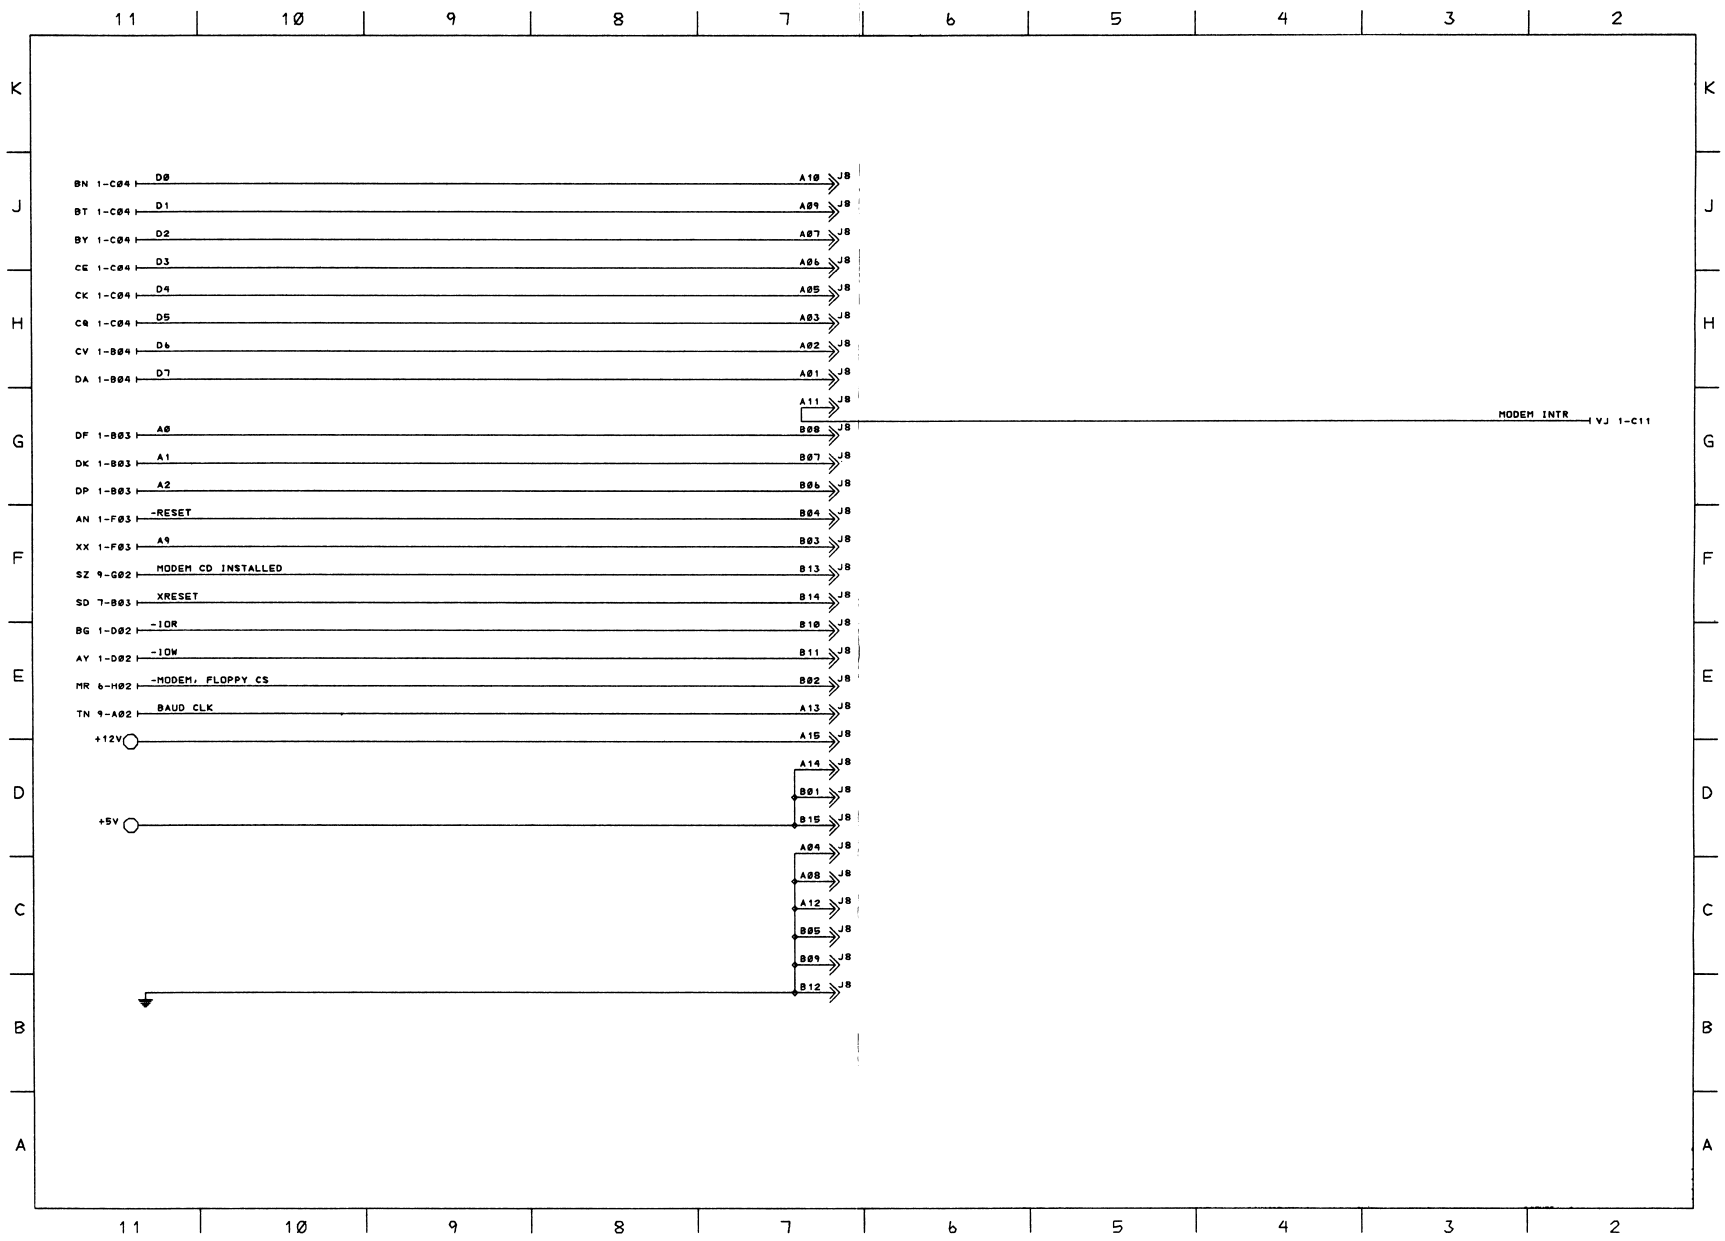 11 10 9 8 7 6 5 4 3 2
K K
BN 1-C04 D0 A10 J8
J J
BT 1-C04 D1 A09 J8
BY 1-C04 D2 A07 J8
CE 1-C04 D3 A06 J8
CK 1-C04 D4 A05 J8
H CQ 1-C04 D5 A03 J8 H
CV 1-B04 D6 A02 J8
DA 1-B04 D7 A01 J8
A11 J8
MODEM INTR VJ 1-C11
G DF 1-B03 A0 B08 J8 G
DK 1-B03 A1 B07 J8
DP 1-B03 A2 B06 J8
AN 1-F03 -RESET B04 J8
XX 1-F03 A9 B03 J8
F F
SZ 9-G02 MODEM CD INSTALLED B13 J8
SD 7-B03 XRESET B14 J8
BG 1-D02 -IOR B10 J8
AY 1-D02 -IOW B11 J8
E E
MR 6-H02 -MODEM, FLOPPY CS B02 J8
TN 9-A02 BAUD CLK A13 J8
+12V A15 J8
A14 J8
D B01 J8 D
+5V B15 J8
A04 J8
A08 J8
C A12 J8 C
B05 J8
B09 J8
B12 J8
B B
A A
11 10 9 8 7 6 5 4 3 2